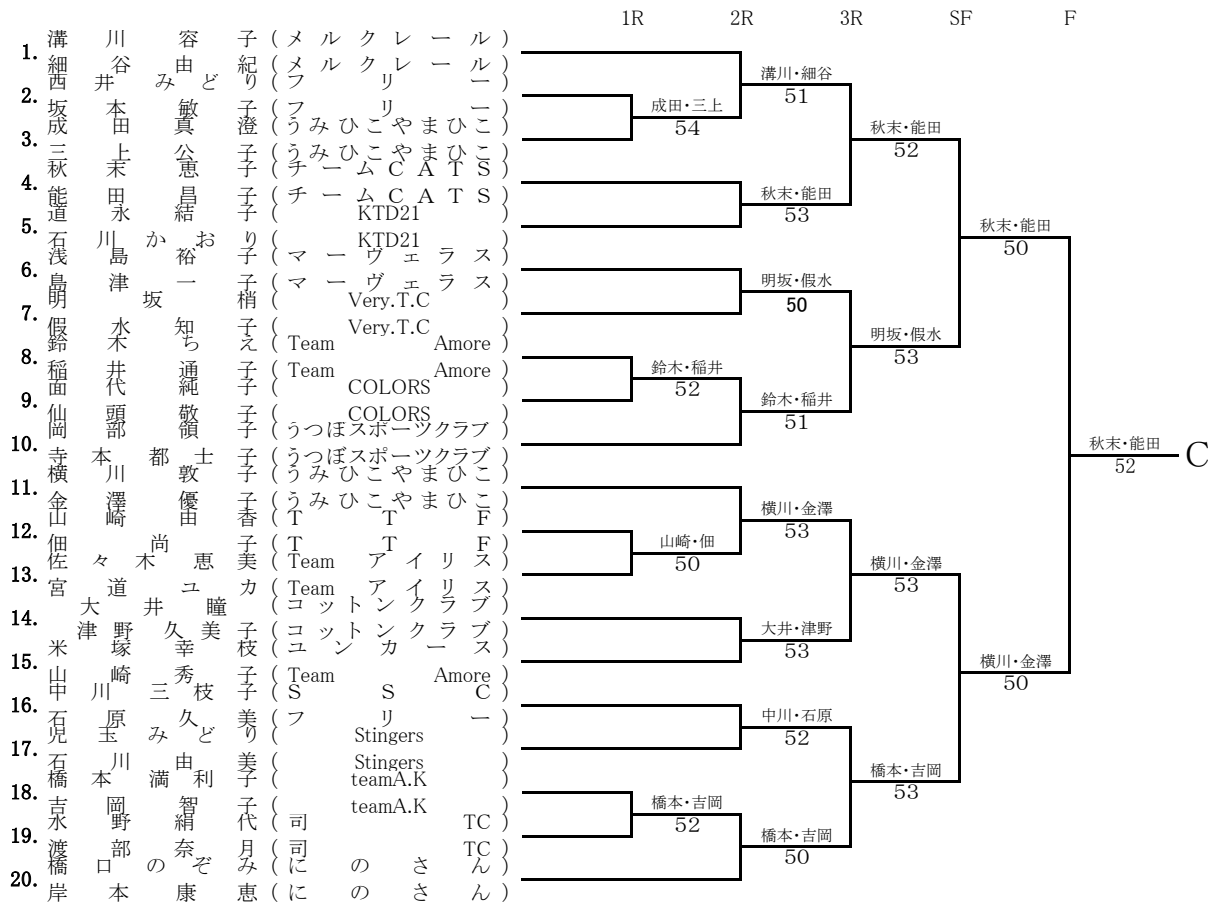 1R 2R 3R SF F
1. 溝川容子(メルクレール)
細谷由紀(メルクレール)
2. 西井みどり(フリー)
坂本敏子(フリー)
3. 成田真澄(うみひこやまひこ)
三上公子(うみひこやまひこ)
4. 秋末恵子(チームCATS)
能田昌子(チームCATS)
5. 道永結子(KTD21)
石川かおり(KTD21)
6. 浅島裕子(マーヴェラス)
島津一子(マーヴェラス)
7. 明坂梢(Very.T.C)
假水知子(Very.T.C)
8. 鈴木ちえ(Team Amore)
稲井通子(Team Amore)
9. 面代純子(COLORS)
仙頭敬子(COLORS)
10. 岡部領子(うつぼスポーツクラブ)
寺本都士子(うつぼスポーツクラブ)
11. 横川敦子(うみひこやまひこ)
金澤優子(うみひこやまひこ)
12. 山崎由香(TTF)
佃尚子(TTF)
13. 佐々木恵美(Team アイリス)
宮道ユカ(Team アイリス)
14. 大井瞳(コットンクラブ)
津野久美子(コットンクラブ)
15. 米塚幸枝(ユンカース)
山崎秀子(Team Amore)
16. 中川三枝子(SSC)
石原久美(フリー)
17. 児玉みどり(Stingers)
石川由美(Stingers)
18. 橋本満利子(teamA.K)
吉岡智子(teamA.K)
19. 水野絹代(司 TC)
渡部奈月(司 TC)
20. 橋口のぞみ(にのさん)
岸本康恵(にのさん)
成田・三上
54
鈴木・稲井
52
山崎・佃
50
橋本・吉岡
52
溝川・細谷
51
秋末・能田
53
明坂・假水
50
鈴木・稲井
51
横川・金澤
53
大井・津野
53
中川・石原
52
橋本・吉岡
50
秋末・能田
52
明坂・假水
53
横川・金澤
53
橋本・吉岡
53
秋末・能田
50
横川・金澤
50
秋末・能田
52
C